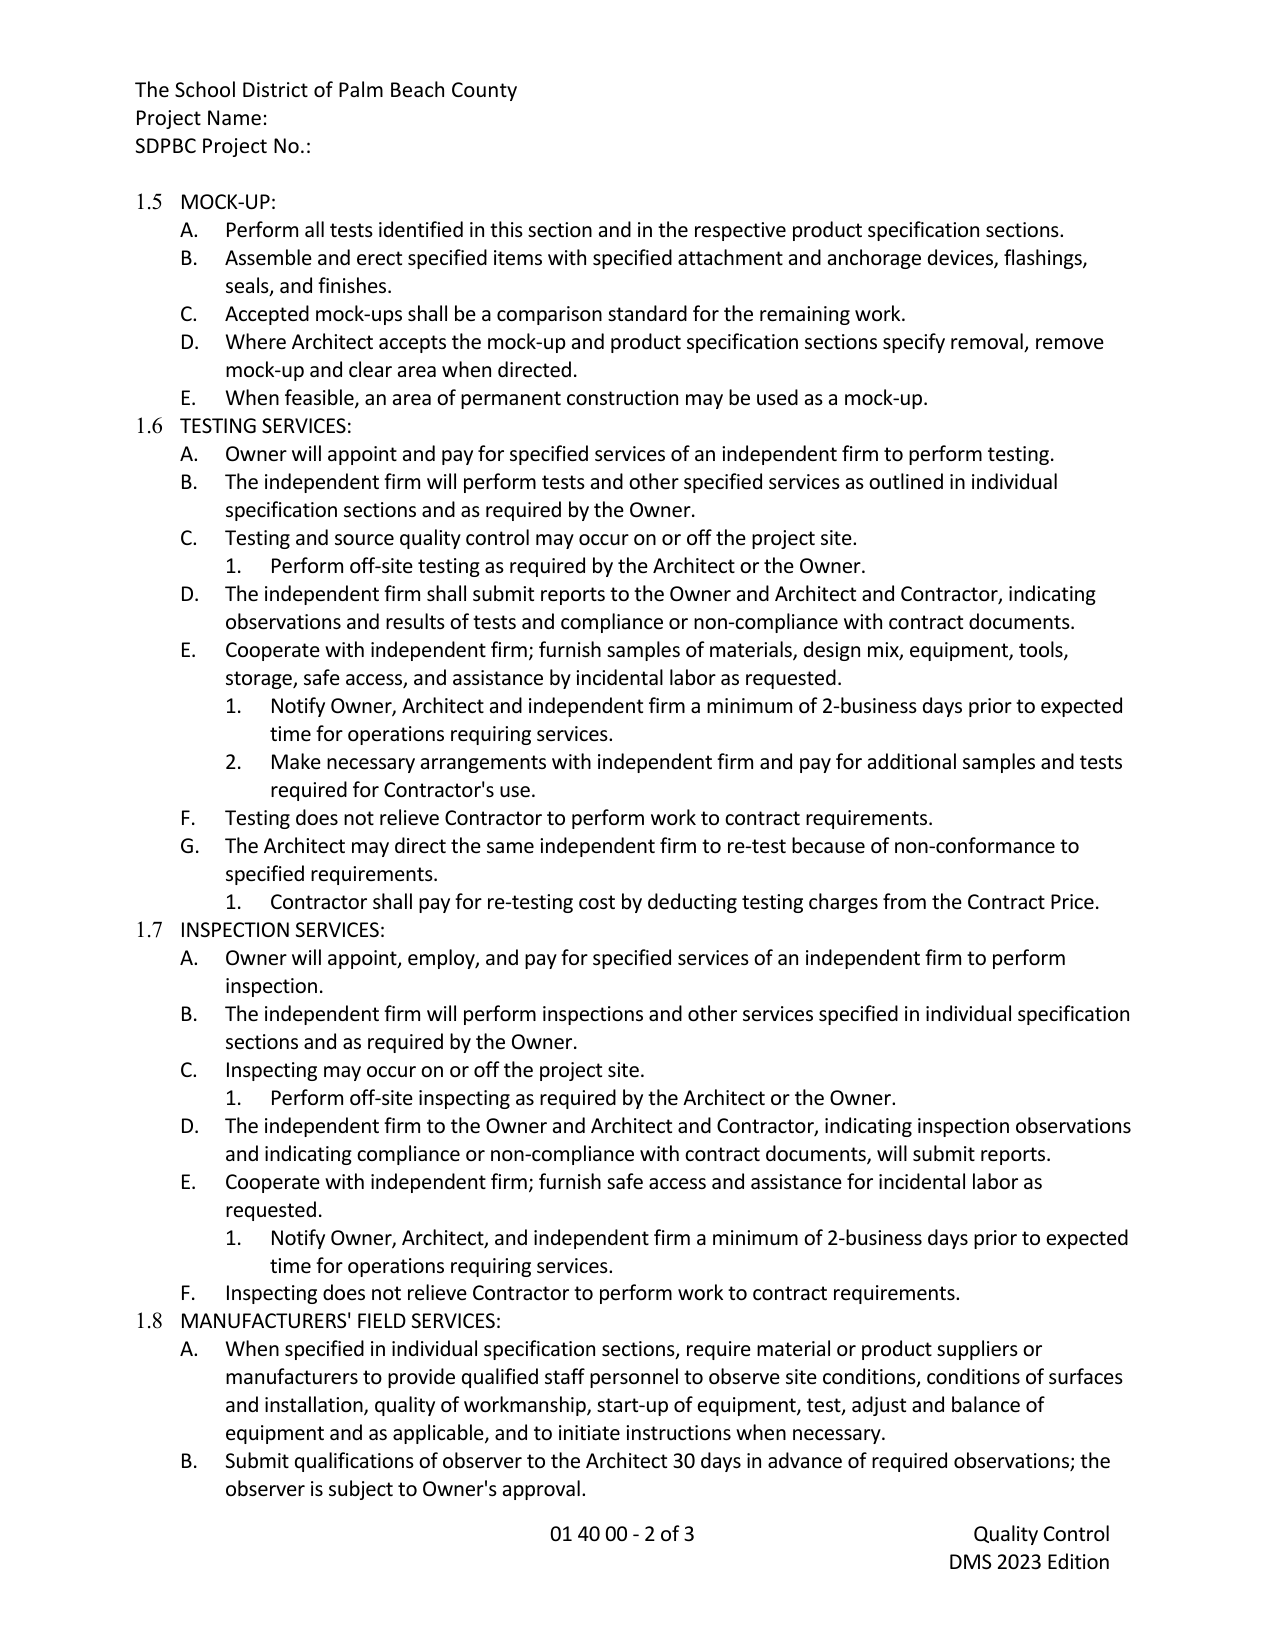 The School District of Palm Beach County
Project Name:
SDPBC Project No.:
1.5 MOCK-UP:
A. Perform all tests identified in this section and in the respective product specification sections.
B. Assemble and erect specified items with specified attachment and anchorage devices, flashings,
seals, and finishes.
C. Accepted mock-ups shall be a comparison standard for the remaining work.
D. Where Architect accepts the mock-up and product specification sections specify removal, remove
mock-up and clear area when directed.
E. When feasible, an area of permanent construction may be used as a mock-up.
1.6 TESTING SERVICES:
A. Owner will appoint and pay for specified services of an independent firm to perform testing.
B. The independent firm will perform tests and other specified services as outlined in individual
specification sections and as required by the Owner.
C. Testing and source quality control may occur on or off the project site.
1. Perform off-site testing as required by the Architect or the Owner.
D. The independent firm shall submit reports to the Owner and Architect and Contractor, indicating
observations and results of tests and compliance or non-compliance with contract documents.
E. Cooperate with independent firm; furnish samples of materials, design mix, equipment, tools,
storage, safe access, and assistance by incidental labor as requested.
1. Notify Owner, Architect and independent firm a minimum of 2-business days prior to expected
time for operations requiring services.
2. Make necessary arrangements with independent firm and pay for additional samples and tests
required for Contractor's use.
F. Testing does not relieve Contractor to perform work to contract requirements.
G. The Architect may direct the same independent firm to re-test because of non-conformance to
specified requirements.
1. Contractor shall pay for re-testing cost by deducting testing charges from the Contract Price.
1.7 INSPECTION SERVICES:
A. Owner will appoint, employ, and pay for specified services of an independent firm to perform
inspection.
B. The independent firm will perform inspections and other services specified in individual specification
sections and as required by the Owner.
C. Inspecting may occur on or off the project site.
1. Perform off-site inspecting as required by the Architect or the Owner.
D. The independent firm to the Owner and Architect and Contractor, indicating inspection observations
and indicating compliance or non-compliance with contract documents, will submit reports.
E. Cooperate with independent firm; furnish safe access and assistance for incidental labor as
requested.
1. Notify Owner, Architect, and independent firm a minimum of 2-business days prior to expected
time for operations requiring services.
F. Inspecting does not relieve Contractor to perform work to contract requirements.
1.8 MANUFACTURERS' FIELD SERVICES:
A. When specified in individual specification sections, require material or product suppliers or
manufacturers to provide qualified staff personnel to observe site conditions, conditions of surfaces
and installation, quality of workmanship, start-up of equipment, test, adjust and balance of
equipment and as applicable, and to initiate instructions when necessary.
B. Submit qualifications of observer to the Architect 30 days in advance of required observations; the
observer is subject to Owner's approval.
01 40 00 - 2 of 3 Quality Control
DMS 2023 Edition